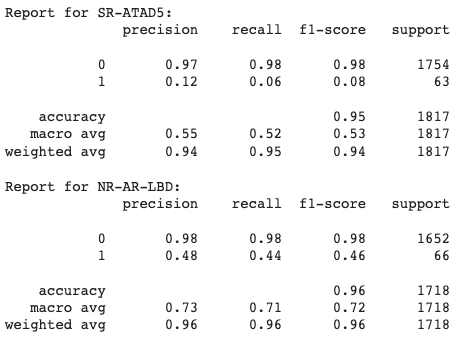 Report for SR-ATAD5:
precision recall f1-score support
0 0.97 0.98 0.98 1754
1 0.12 0.06 0.08 63
accuracy 0.95 1817
macro avg 0.55 0.52 0.53 1817
weighted avg 0.94 0.95 0.94 1817
Report for NR-AR-LBD:
precision recall f1-score support
0 0.98 0.98 0.98 1652
1 0.48 0.44 0.46 66
accuracy 0.96 1718
macro avg 0.73 0.71 0.72 1718
weighted avg 0.96 0.96 0.96 1718